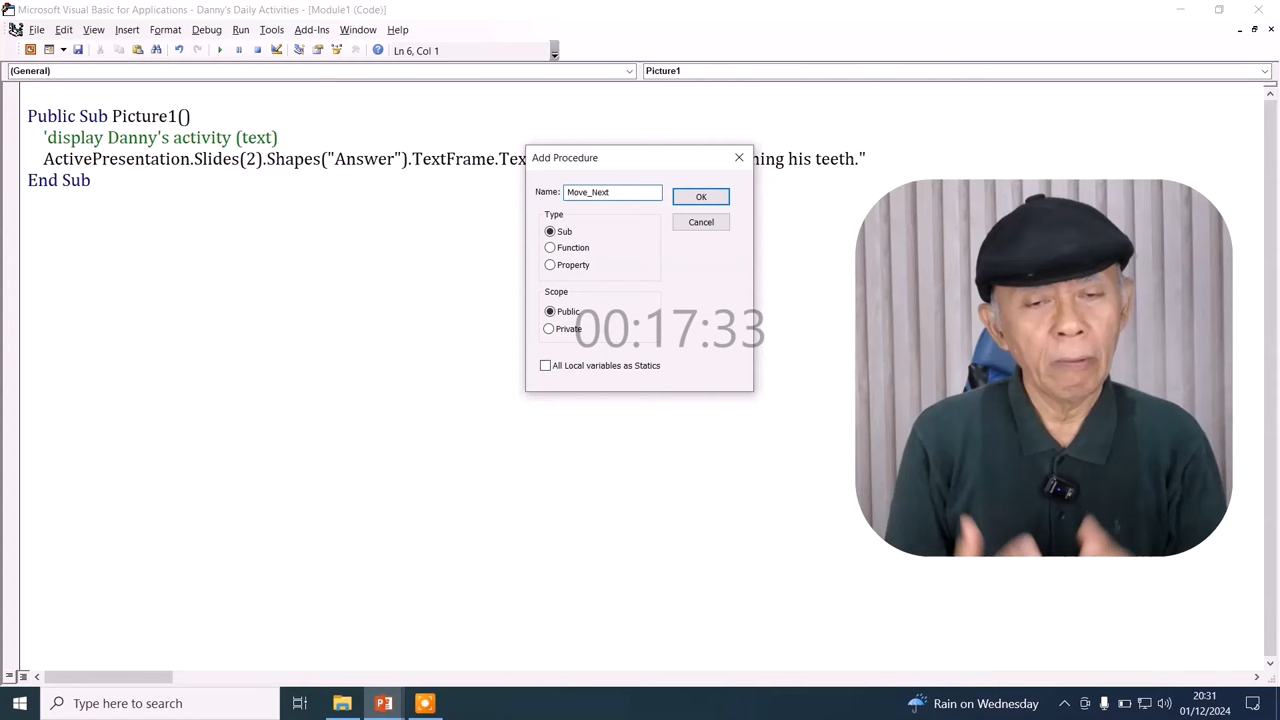 Microsoft Visual Basic for Applications - Danny's Daily Activities - [Module1 (Code)]
File Edit View Insert Format Debug Run Tools Add-Ins Window Help
Ln 6, Col 1
(General) Picture1
Public Sub Picture1()
'display Danny's activity (text)
ActivePresentation.Slides(2).Shapes("Answer").TextFrame.Tex ning his teeth."
End Sub
Add Procedure
Name: Move_Next OK
Type Cancel
Sub
Function
Property
Scope
Public
Private
00:17:33
All Local variables as Statics
Type here to search
Rain on Wednesday
20:31
01/12/2024